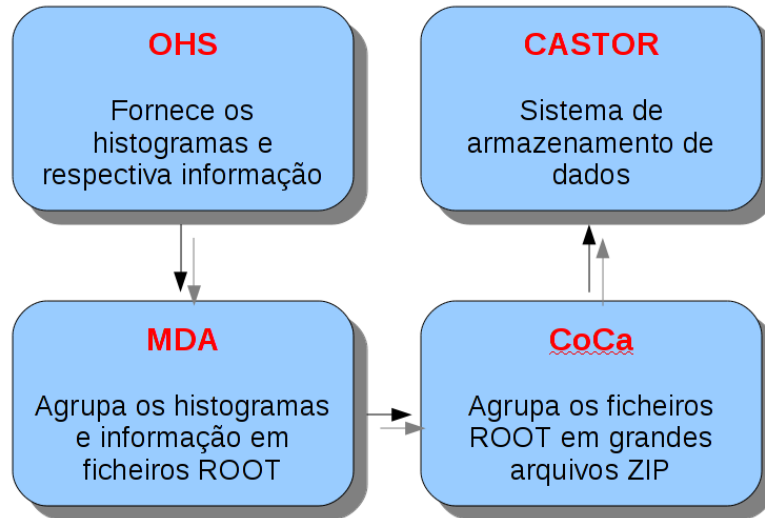 OHS
Fornece os
histogramas e
respectiva informação
CASTOR
Sistema de
armazenamento de
dados
MDA
Agrupa os histogramas
e informação em
ficheiros ROOT
CoCa
Agrupa os ficheiros
ROOT em grandes
arquivos ZIP